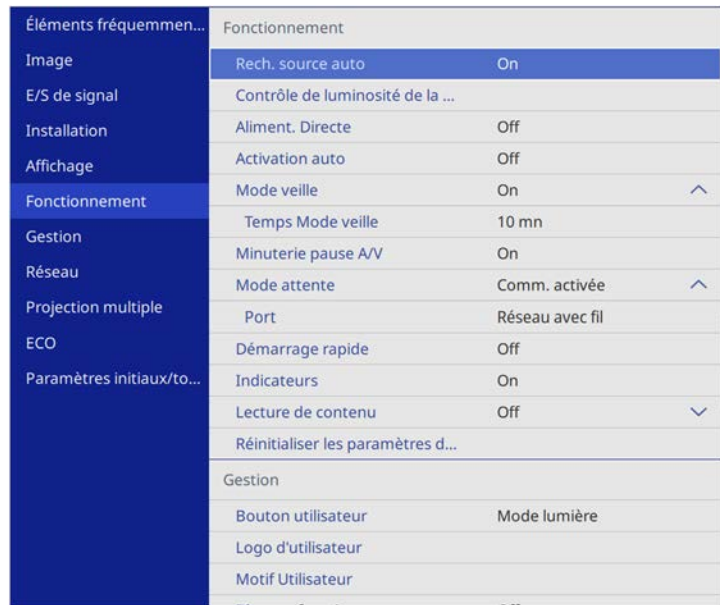 Éléments fréquemmen...
Image
E/S de signal
Installation
Affichage
Fonctionnement
Gestion
Réseau
Projection multiple
ECO
Paramètres initiaux/to...
Fonctionnement
Rech. source auto On
Contrôle de luminosité de la ...
Aliment. Directe Off
Activation auto Off
Mode veille On
Temps Mode veille 10 mn
Minuterie pause A/V On
Mode attente Comm. activée
Port Réseau avec fil
Démarrage rapide Off
Indicateurs On
Lecture de contenu Off
Réinitialiser les paramètres d...
Gestion
Bouton utilisateur Mode lumière
Logo d'utilisateur
Motif Utilisateur